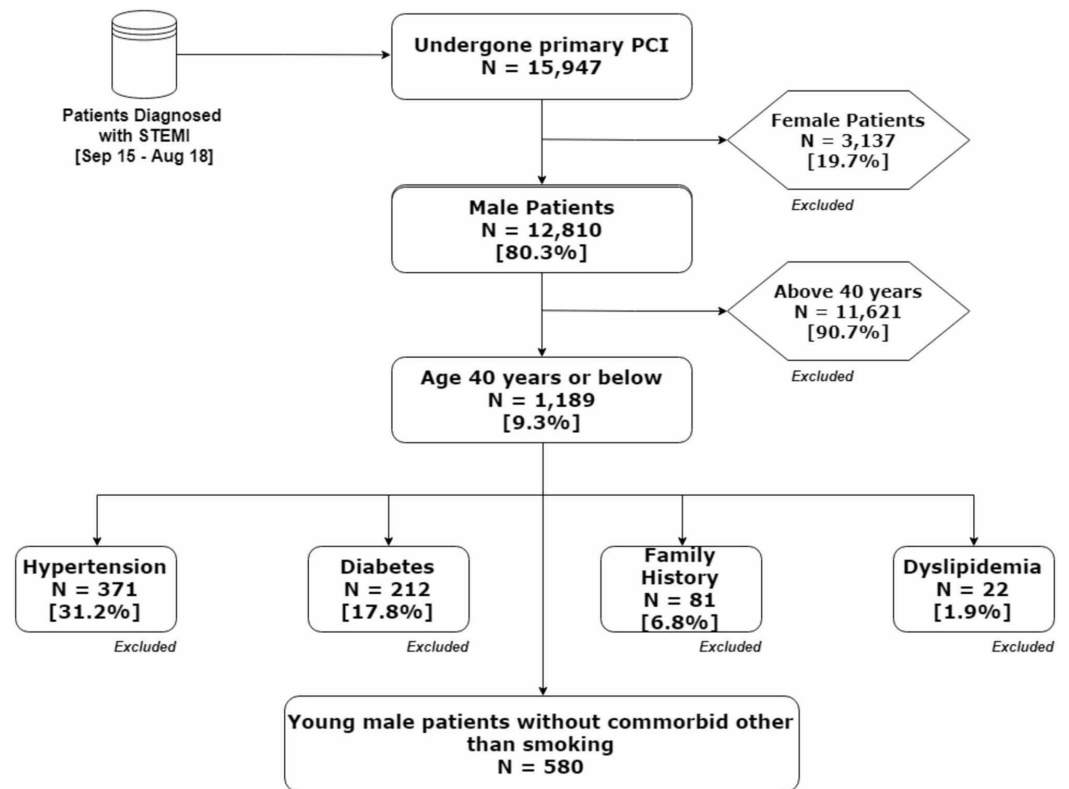 Undergone primary PCI
N = 15,947
Patients Diagnosed
with STEMI
[Sep 15 - Aug 18]
Female Patients
N = 3,137
[19.7%]
Excluded
Male Patients
N = 12,810
[80.3%]
Above 40 years
N = 11,621
[90.7%]
Excluded
Age 40 years or below
N = 1,189
[9.3%]
Hypertension
N = 371
[31.2%]
Excluded
Diabetes
N = 212
[17.8%]
Excluded
Family
History
N = 81
[6.8%]
Excluded
Dyslipidemia
N = 22
[1.9%]
Excluded
Young male patients without commorbid other
than smoking
N = 580